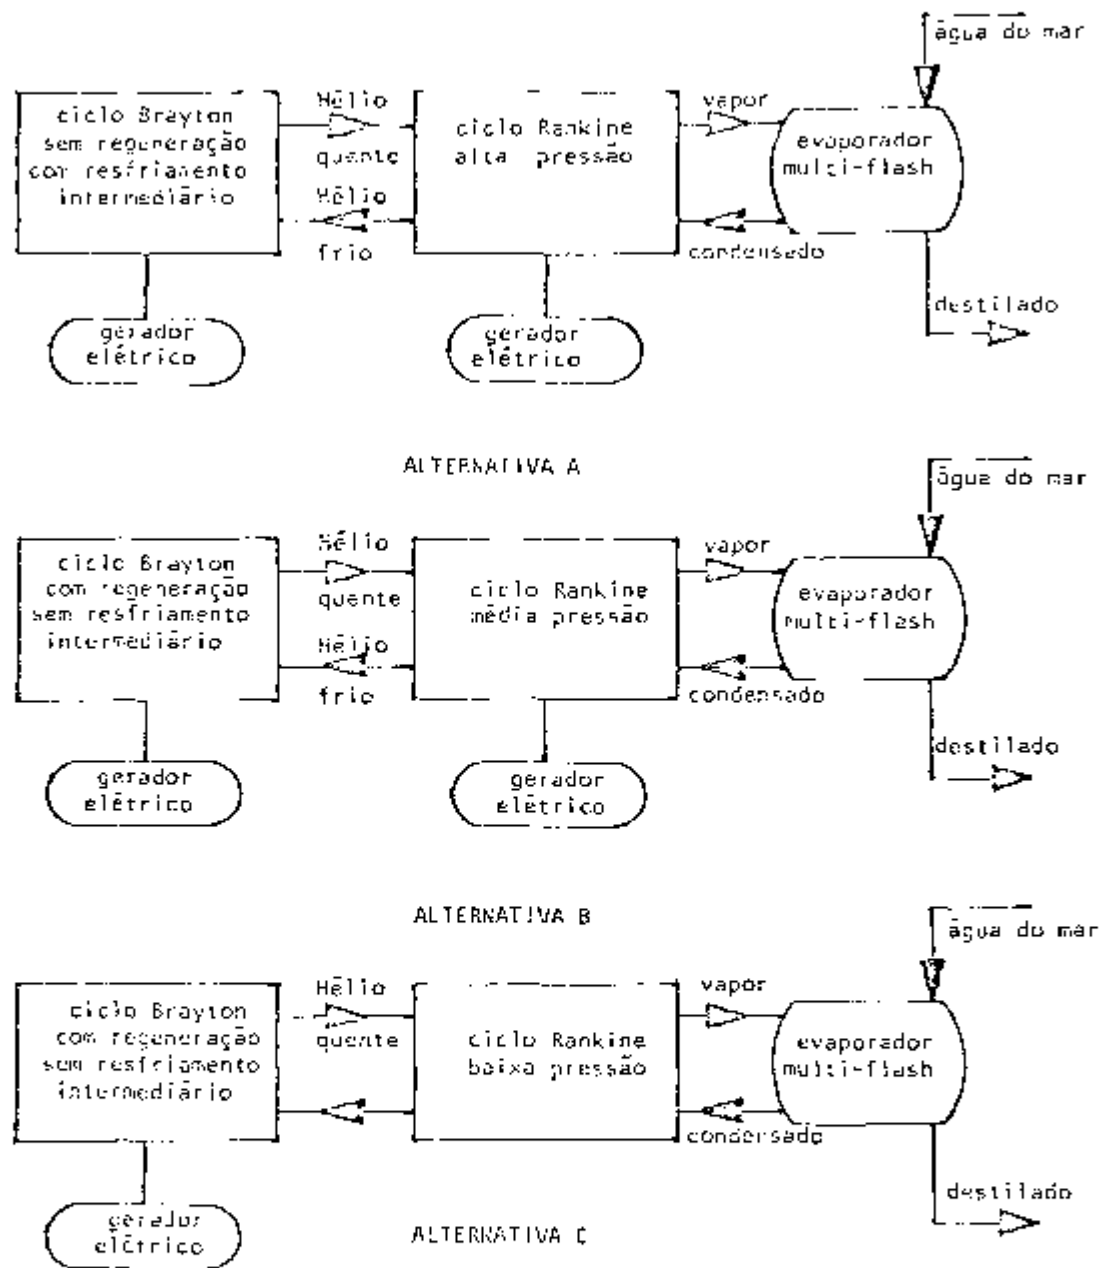 água do mar
ciclo Brayton
sem regeneração
com resfriamento
intermediário
Hélio
quente
Hélio
frio
ciclo Rankine
alta pressão
vapor
condensado
evaporador
multi-flash
destilado
gerador
elétrico
gerador
elétrico
ALTERNATIVA A
água do mar
ciclo Brayton
com regeneração
sem resfriamento
intermediário
Hélio
quente
Hélio
frio
ciclo Rankine
média pressão
vapor
condensado
evaporador
multi-flash
destilado
gerador
elétrico
gerador
elétrico
ALTERNATIVA B
água do mar
ciclo Brayton
com regeneração
sem resfriamento
intermediário
Hélio
quente
ciclo Rankine
baixa pressão
vapor
condensado
evaporador
multi-flash
destilado
gerador
elétrico
ALTERNATIVA C